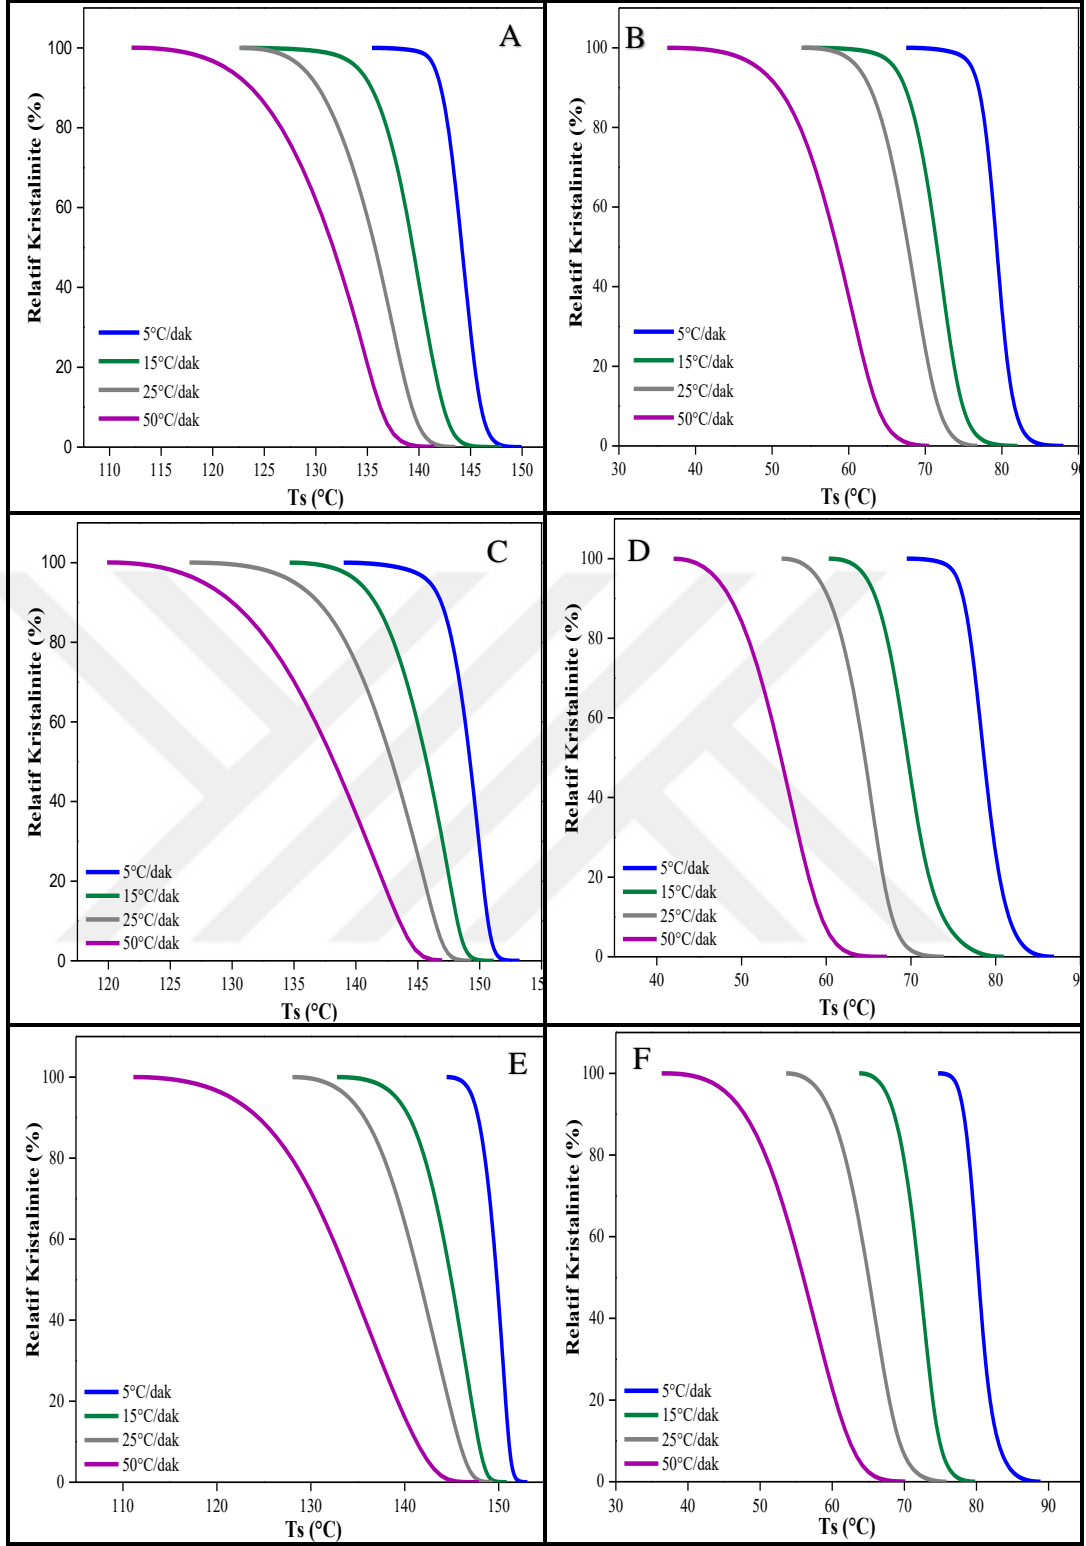 A
Relatif Kristalinite (%)
100
80
60
40
20
0
5°C/dak
15°C/dak
25°C/dak
50°C/dak
110 115 120 125 130 135 140 145 150
Ts (°C)
B
Relatif Kristalinite (%)
100
80
60
40
20
0
5°C/dak
15°C/dak
25°C/dak
50°C/dak
30 40 50 60 70 80 90
Ts (°C)
C
Relatif Kristalinite (%)
100
80
60
40
20
0
5°C/dak
15°C/dak
25°C/dak
50°C/dak
120 125 130 135 140 145 150 15
Ts (°C)
D
Relatif Kristalinite (%)
100
80
60
40
20
0
5°C/dak
15°C/dak
25°C/dak
50°C/dak
40 50 60 70 80 9
Ts (°C)
E
Relatif Kristalinite (%)
100
80
60
40
20
0
5°C/dak
15°C/dak
25°C/dak
50°C/dak
110 120 130 140 150
Ts (°C)
F
Relatif Kristalinite (%)
100
80
60
40
20
0
5°C/dak
15°C/dak
25°C/dak
50°C/dak
30 40 50 60 70 80 90
Ts (°C)